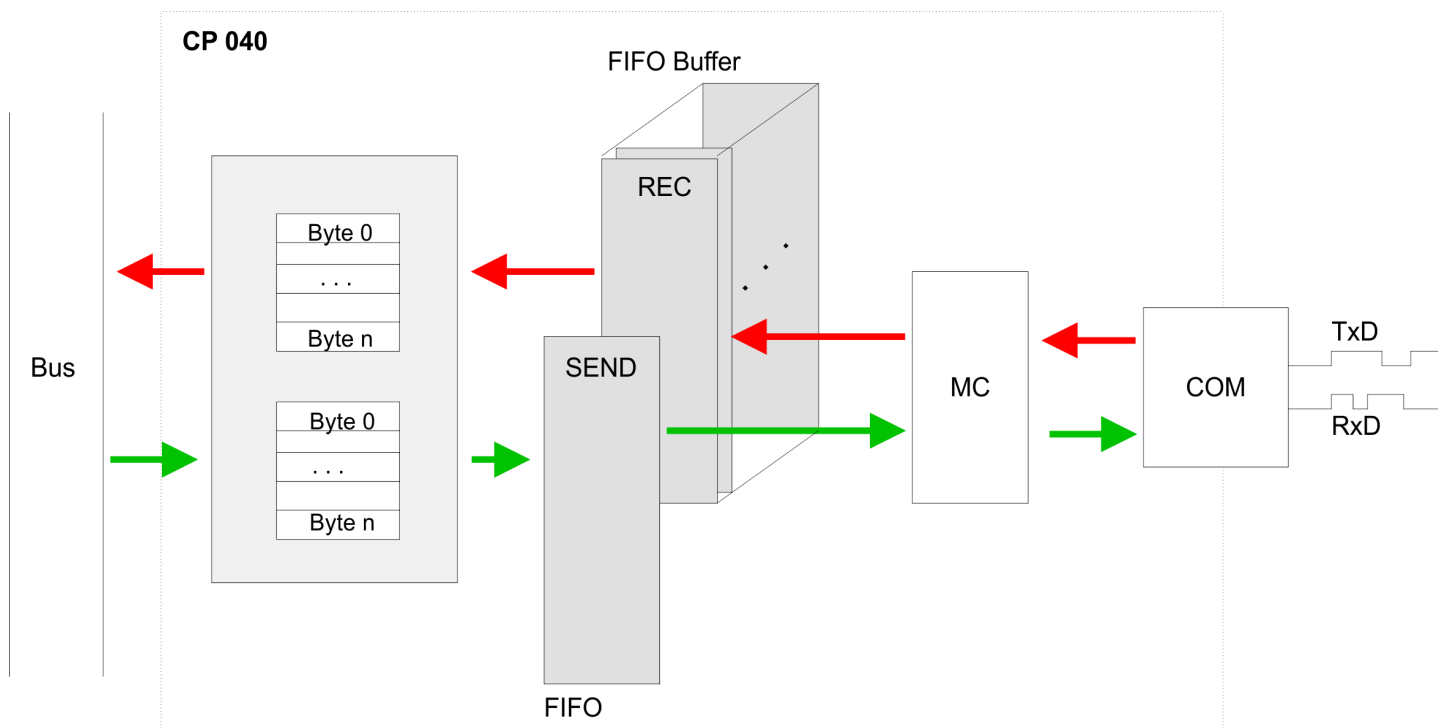 CP 040
FIFO Buffer
REC
Byte 0
. . .
Byte n
Bus
SEND
MC
COM
TxD
RxD
Byte 0
. . .
Byte n
FIFO